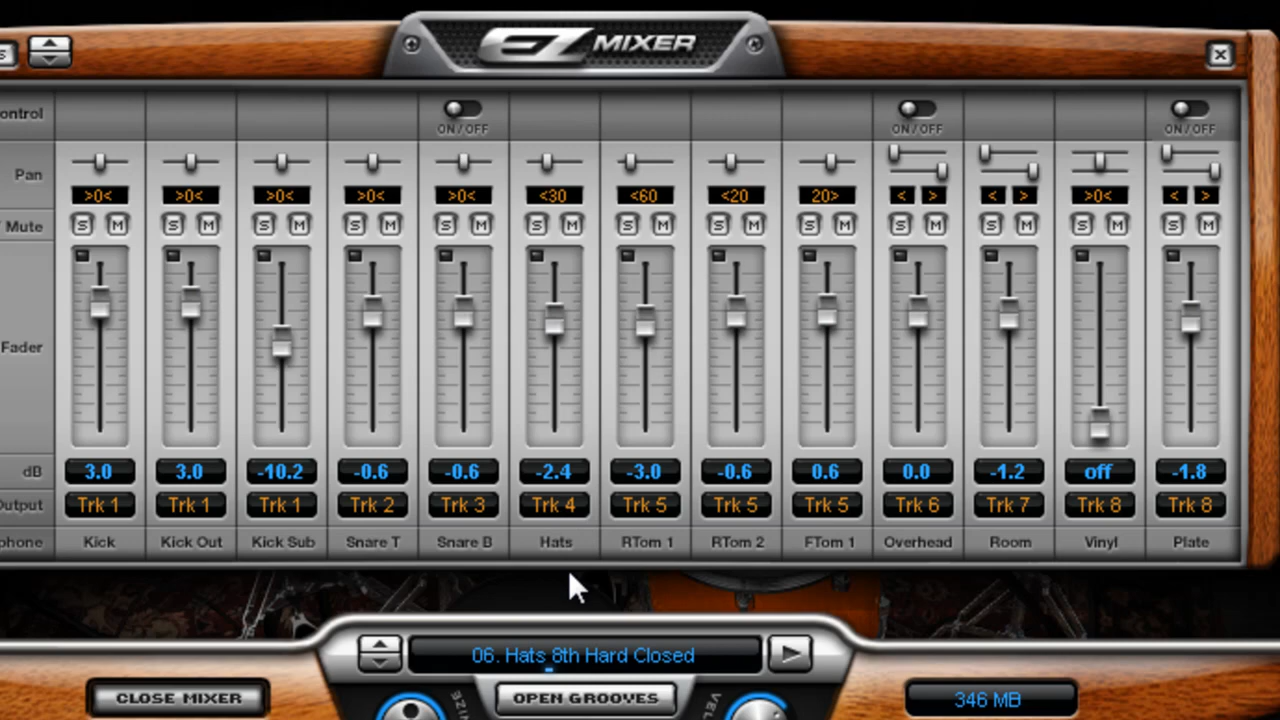 EZ MIXER
S
X
ontrol
ON / OFF
ON / OFF
ON / OFF
Pan
>0< >0< >0< >0< >0< <30 <60 <20 20> < > < > >0< < >
Mute
S M S M S M S M S M S M S M S M S M S M S M S M S M
Fader
dB
3.0 3.0 -10.2 -0.6 -0.6 -2.4 -3.0 -0.6 0.6 0.0 -1.2 off -1.8
Output
Trk 1 Trk 1 Trk 1 Trk 2 Trk 3 Trk 4 Trk 5 Trk 5 Trk 5 Trk 6 Trk 7 Trk 8 Trk 8
phone
Kick Kick Out Kick Sub Snare T Snare B Hats RTom 1 RTom 2 FTom 1 Overhead Room Vinyl Plate
06. Hats 8th Hard Closed
CLOSE MIXER
OPEN GROOVES
346 MB